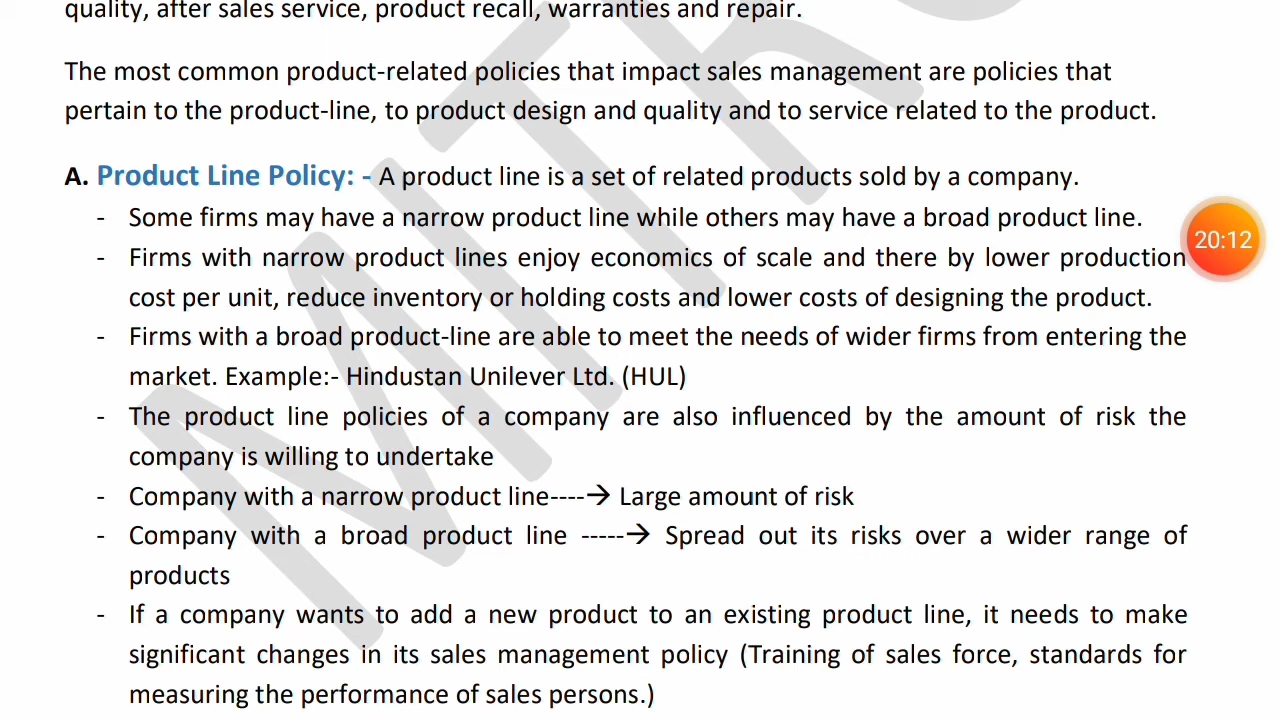 quality, after sales service, product recall, warranties and repair.
The most common product-related policies that impact sales management are policies that
pertain to the product-line, to product design and quality and to service related to the product.
A. Product Line Policy: - A product line is a set of related products sold by a company.
- Some firms may have a narrow product line while others may have a broad product line.
- Firms with narrow product lines enjoy economics of scale and there by lower production
cost per unit, reduce inventory or holding costs and lower costs of designing the product.
- Firms with a broad product-line are able to meet the needs of wider firms from entering the
market. Example:- Hindustan Unilever Ltd. (HUL)
- The product line policies of a company are also influenced by the amount of risk the
company is willing to undertake
- Company with a narrow product line----→ Large amount of risk
- Company with a broad product line -----→ Spread out its risks over a wider range of
products
- If a company wants to add a new product to an existing product line, it needs to make
significant changes in its sales management policy (Training of sales force, standards for
measuring the performance of sales persons.)
20:12